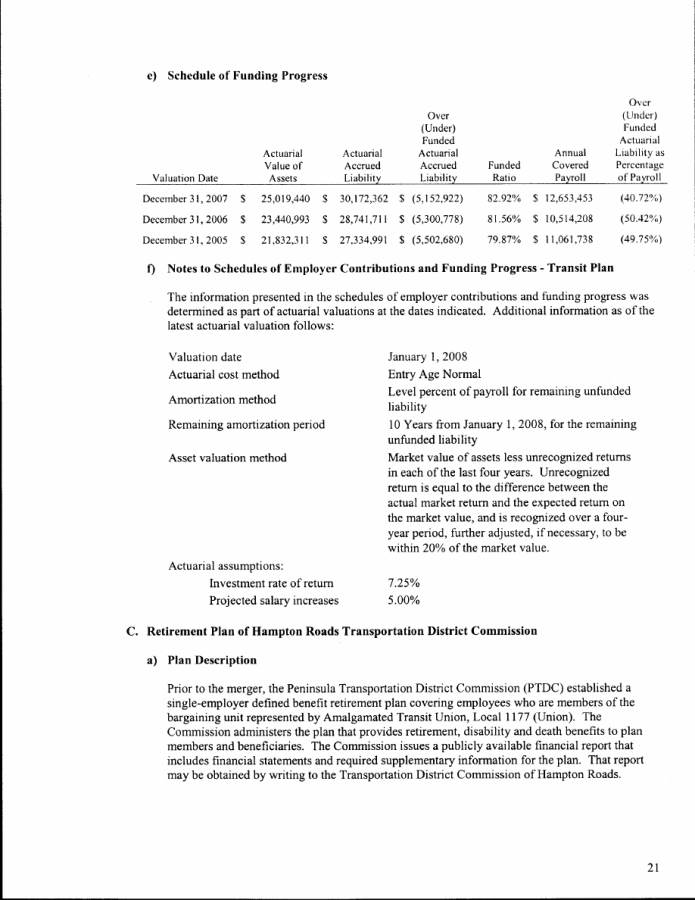 e) Schedule of Funding Progress
Over
Over (Under)
(Under) Funded
Funded Actuarial
Actuarial Actuarial Actuarial Annual Liability as
Value of Accrued Accrued Funded Covered Percentage
Valuation Date Assets Liability Liability Ratio Payroll of Payroll
December 31, 2007 $ 25,019,440 $ 30,172,362 $ (5,152,922) 82.92% $ 12,653,453 (40.72%)
December 31, 2006 $ 23,440,993 $ 28,741,711 $ (5,300,778) 81.56% $ 10,514,208 (50.42%)
December 31, 2005 $ 21,832,311 $ 27,334,991 $ (5,502,680) 79.87% $ 11,061,738 (49.75%)
f) Notes to Schedules of Employer Contributions and Funding Progress - Transit Plan
The information presented in the schedules of employer contributions and funding progress was
determined as part of actuarial valuations at the dates indicated. Additional information as of the
latest actuarial valuation follows:
Valuation date January 1, 2008
Actuarial cost method Entry Age Normal
Amortization method Level percent of payroll for remaining unfunded
liability
Remaining amortization period 10 Years from January 1, 2008, for the remaining
unfunded liability
Asset valuation method Market value of assets less unrecognized returns
in each of the last four years. Unrecognized
return is equal to the difference between the
actual market return and the expected return on
the market value, and is recognized over a four-
year period, further adjusted, if necessary, to be
within 20% of the market value.
Actuarial assumptions:
Investment rate of return 7.25%
Projected salary increases 5.00%
C. Retirement Plan of Hampton Roads Transportation District Commission
a) Plan Description
Prior to the merger, the Peninsula Transportation District Commission (PTDC) established a
single-employer defined benefit retirement plan covering employees who are members of the
bargaining unit represented by Amalgamated Transit Union, Local 1177 (Union). The
Commission administers the plan that provides retirement, disability and death benefits to plan
members and beneficiaries. The Commission issues a publicly available financial report that
includes financial statements and required supplementary information for the plan. That report
may be obtained by writing to the Transportation District Commission of Hampton Roads.
21